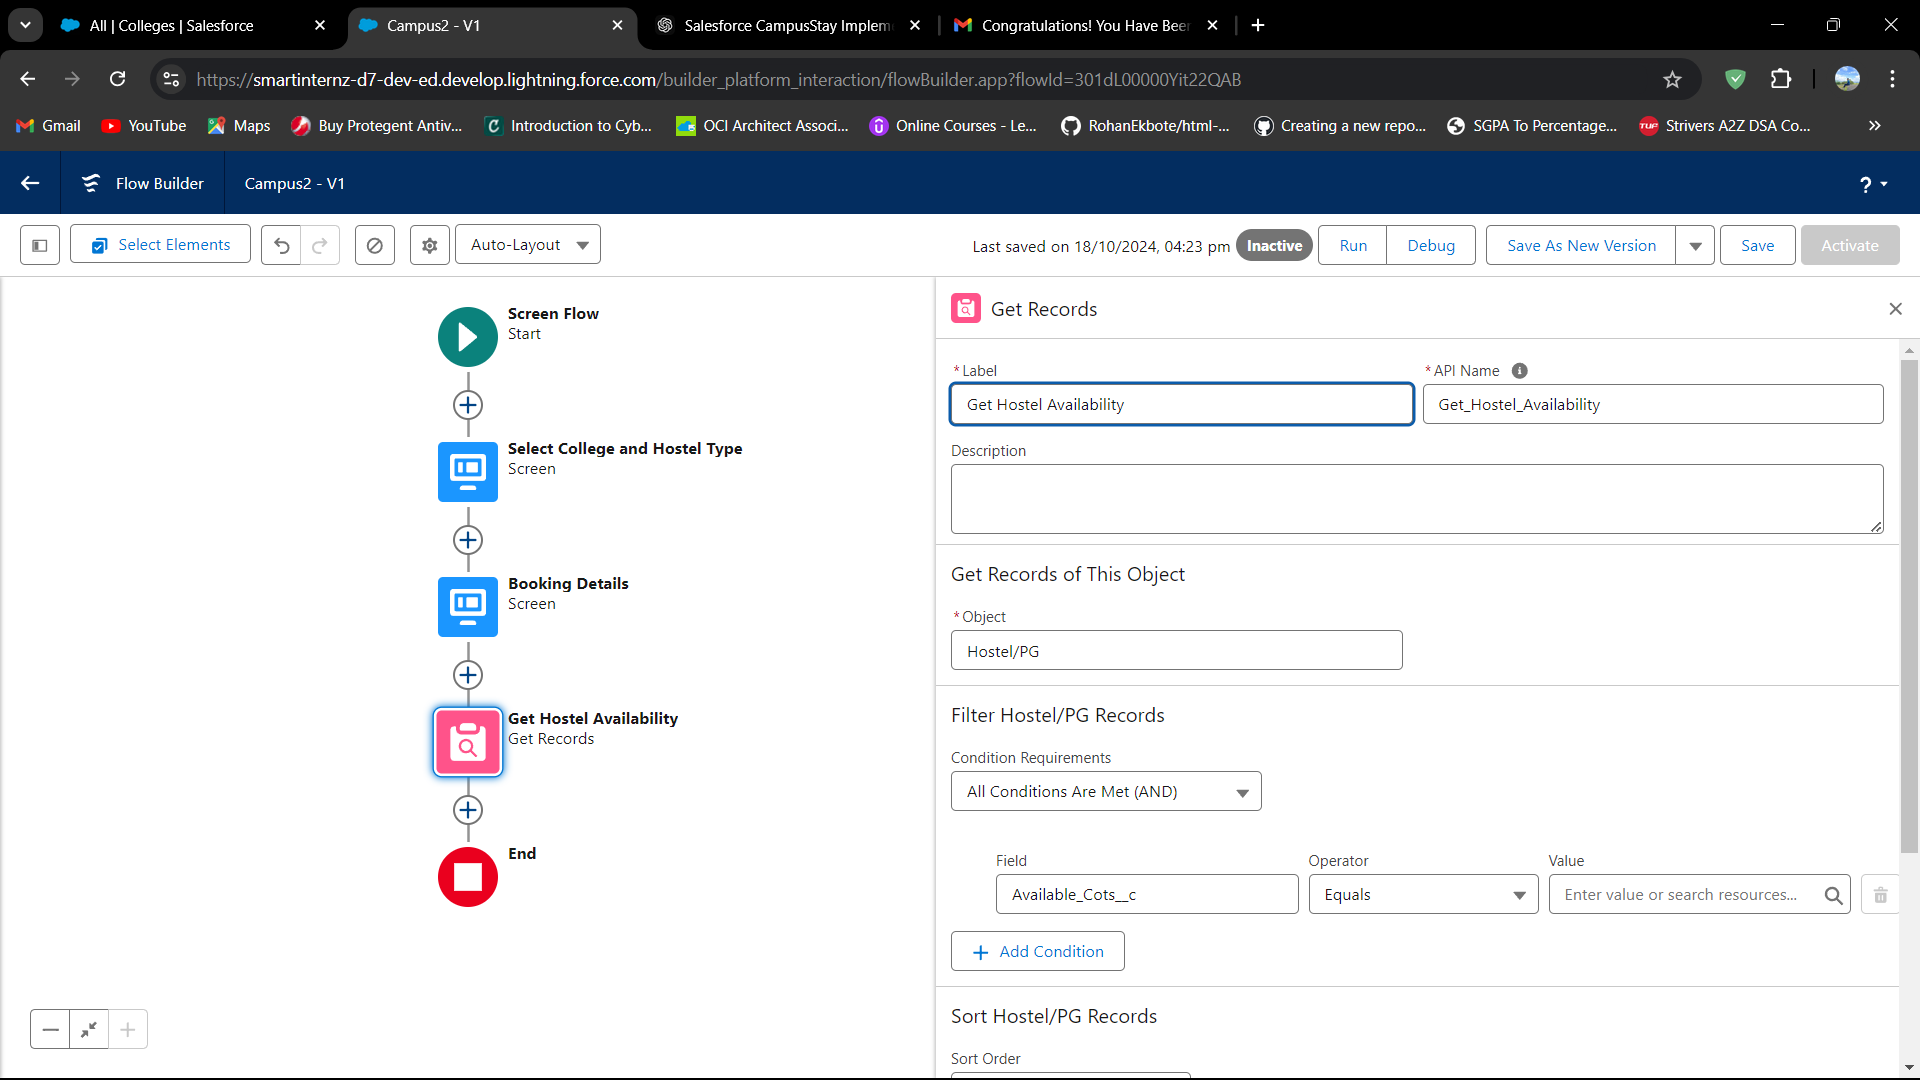 All | Colleges | Salesforce
Campus2 - V1
Salesforce CampusStay Implem
Congratulations! You Have Beer
https://smartinternz-d7-dev-ed.develop.lightning.force.com/builder_platform_interaction/flowBuilder.app?flowId=301dL00000Yit22QAB
Gmail
YouTube
Maps
Buy Protegent Antiv...
Introduction to Cyb...
OCI Architect Associ...
Online Courses - Le...
RohanEkbote/html-...
Creating a new repo...
SGPA To Percentage...
TUF
Strivers A2Z DSA Co...
Flow Builder
Campus2 - V1
?
Select Elements
Auto-Layout
Last saved on 18/10/2024, 04:23 pm
Inactive
Run
Debug
Save As New Version
Save
Activate
Screen Flow
Start
Select College and Hostel Type
Screen
Booking Details
Screen
Get Hostel Availability
Get Records
End
Get Records
* Label
Get Hostel Availability
* API Name
Get_Hostel_Availability
Description
Get Records of This Object
* Object
Hostel/PG
Filter Hostel/PG Records
Condition Requirements
All Conditions Are Met (AND)
Field
Available_Cots__c
Operator
Equals
Value
Enter value or search resources...
Add Condition
Sort Hostel/PG Records
Sort Order